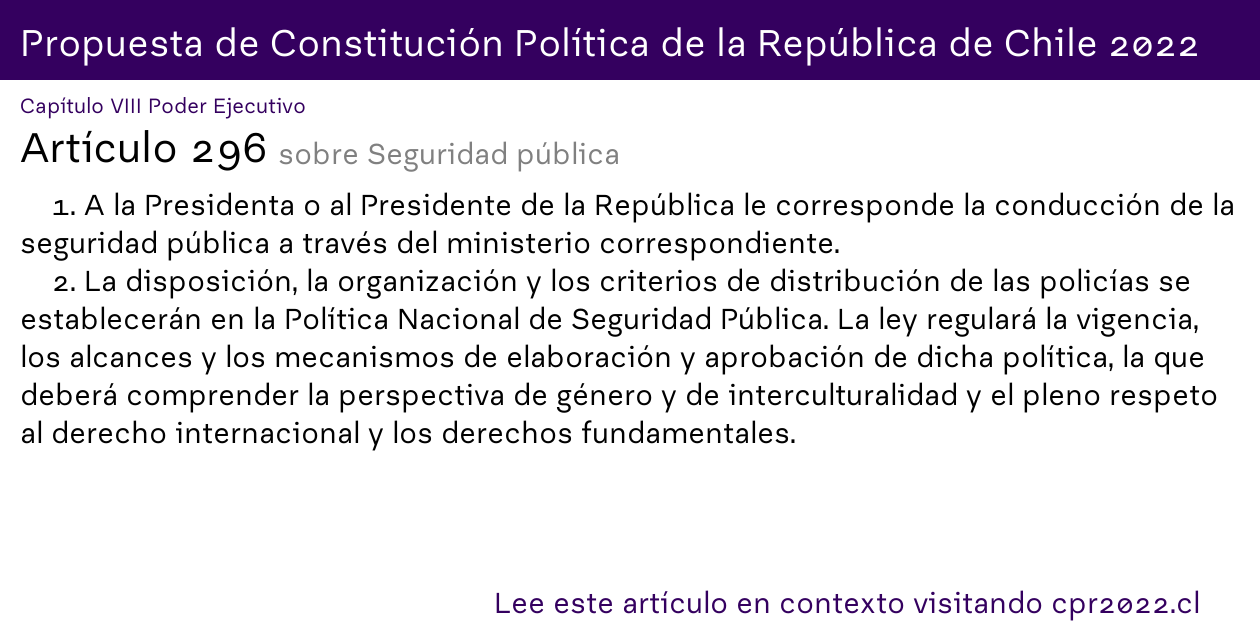 Propuesta de Constitución Política de la República de Chile 2022
Capítulo VIII Poder Ejecutivo
Artículo 296 sobre Seguridad pública
1. A la Presidenta o al Presidente de la República le corresponde la conducción de la
seguridad pública a través del ministerio correspondiente.
2. La disposición, la organización y los criterios de distribución de las policías se
establecerán en la Política Nacional de Seguridad Pública. La ley regulará la vigencia,
los alcances y los mecanismos de elaboración y aprobación de dicha política, la que
deberá comprender la perspectiva de género y de interculturalidad y el pleno respeto
al derecho internacional y los derechos fundamentales.
Lee este artículo en contexto visitando cpr2022.cl